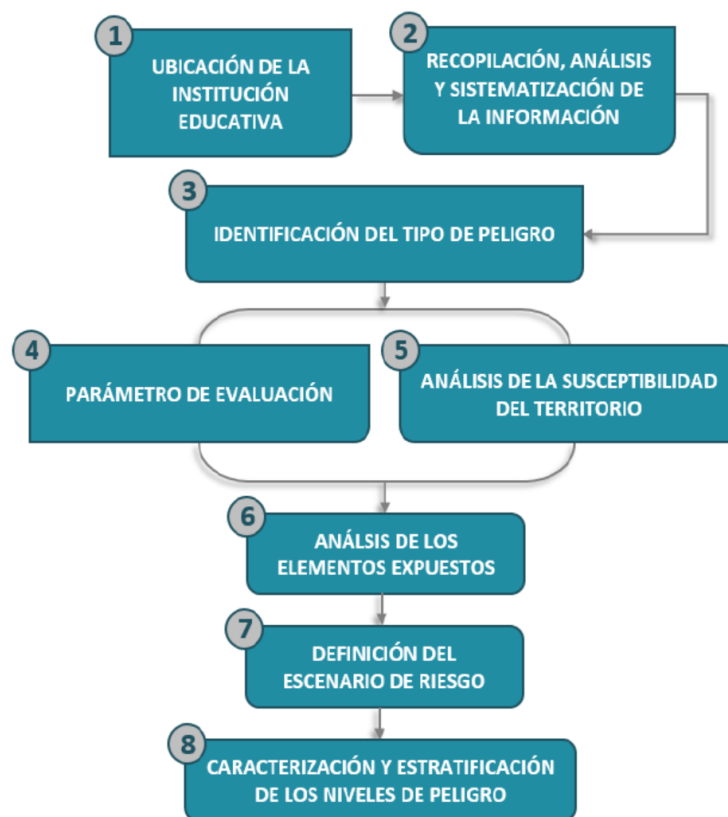 1
UBICACIÓN DE LA
INSTITUCIÓN
EDUCATIVA
2
RECOPILACIÓN, ANÁLISIS
Y SISTEMATIZACIÓN DE
LA INFORMACIÓN
3
IDENTIFICACIÓN DEL TIPO DE PELIGRO
4
PARÁMETRO DE EVALUACIÓN
5
ANÁLISIS DE LA SUSCEPTIBILIDAD
DEL TERRITORIO
6
ANÁLSIS DE LOS
ELEMENTOS EXPUESTOS
7
DEFINICIÓN DEL
ESCENARIO DE RIESGO
8
CARACTERIZACIÓN Y ESTRATIFICACIÓN
DE LOS NIVELES DE PELIGRO